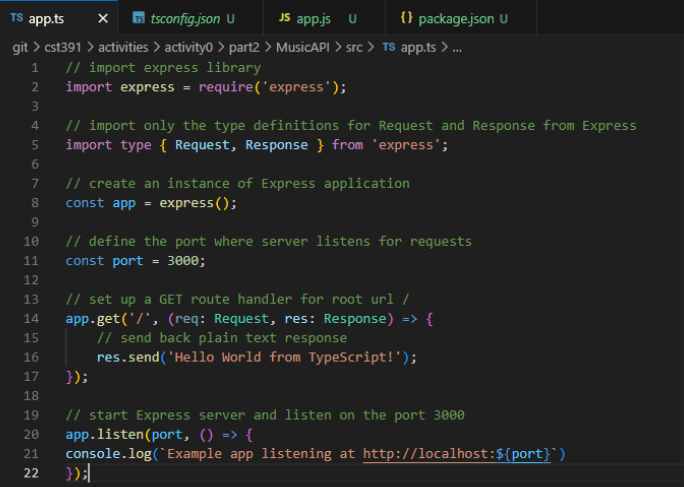 TS app.ts X TS tsconfig.json U JS app.js U {} package.json U
git > cst391 > activities > activity0 > part2 > MusicAPI > src > TS app.ts > ...
1 // import express library
2 import express = require('express');
3
4 // import only the type definitions for Request and Response from Express
5 import type { Request, Response } from 'express';
6
7 // create an instance of Express application
8 const app = express();
9
10 // define the port where server listens for requests
11 const port = 3000;
12
13 // set up a GET route handler for root url /
14 app.get('/', (req: Request, res: Response) => {
15     // send back plain text response
16     res.send('Hello World from TypeScript!');
17 });
18
19 // start Express server and listen on the port 3000
20 app.listen(port, () => {
21 console.log(`Example app listening at http://localhost:${port}`)
22 });